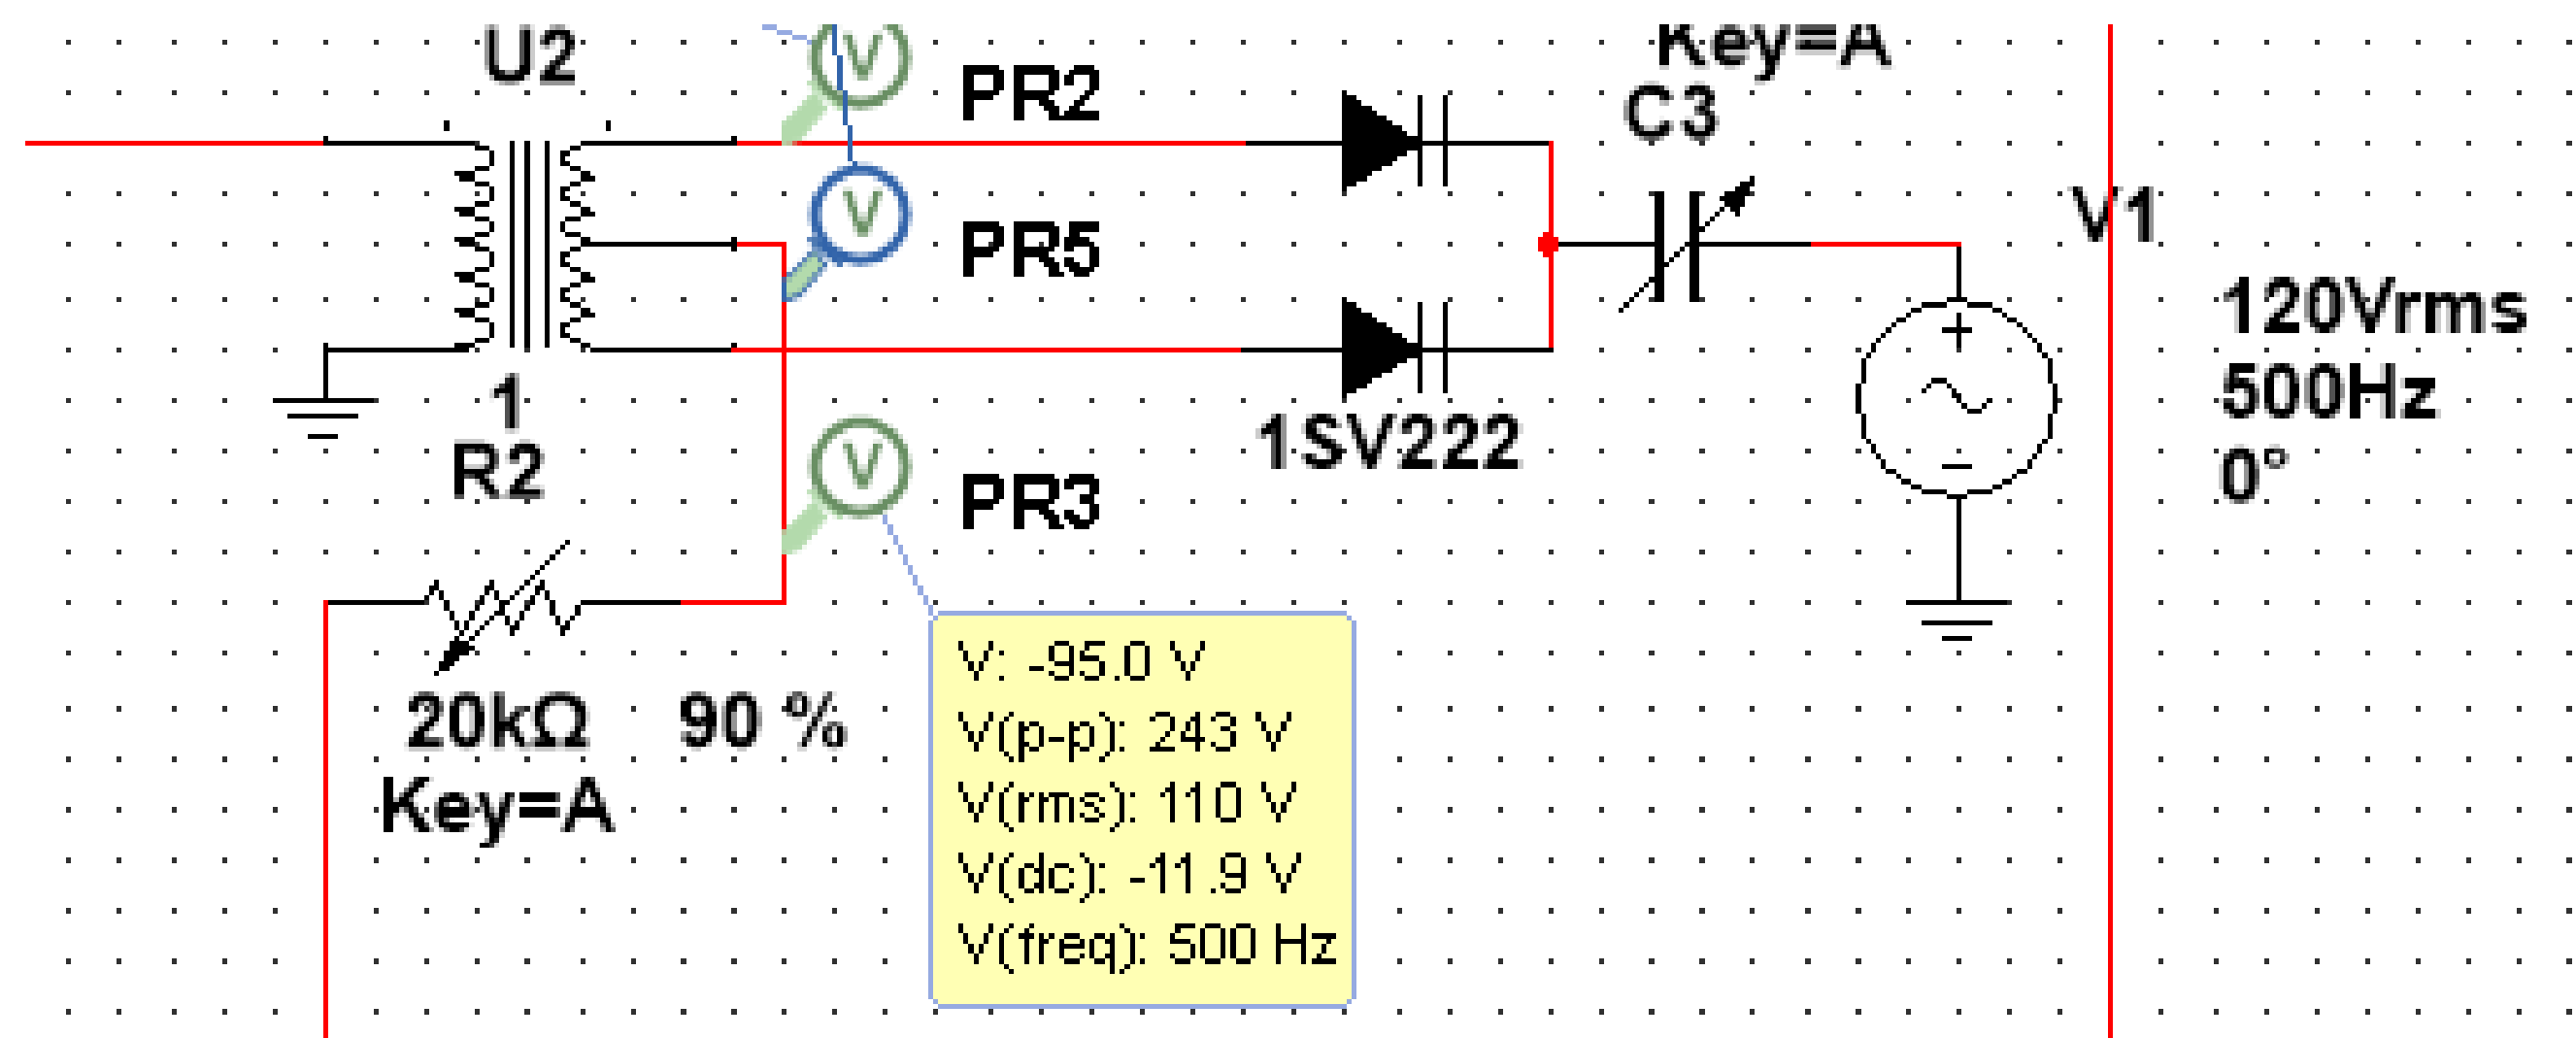 U2
V
PR2
Key=A
C3
V
PR5
V1
120Vrms
500Hz
0°
1
R2
1SV222
V
PR3
20kΩ 90 %
Key=A
V: -95.0 V
V(p-p): 243 V
V(rms): 110 V
V(dc): -11.9 V
V(freq): 500 Hz